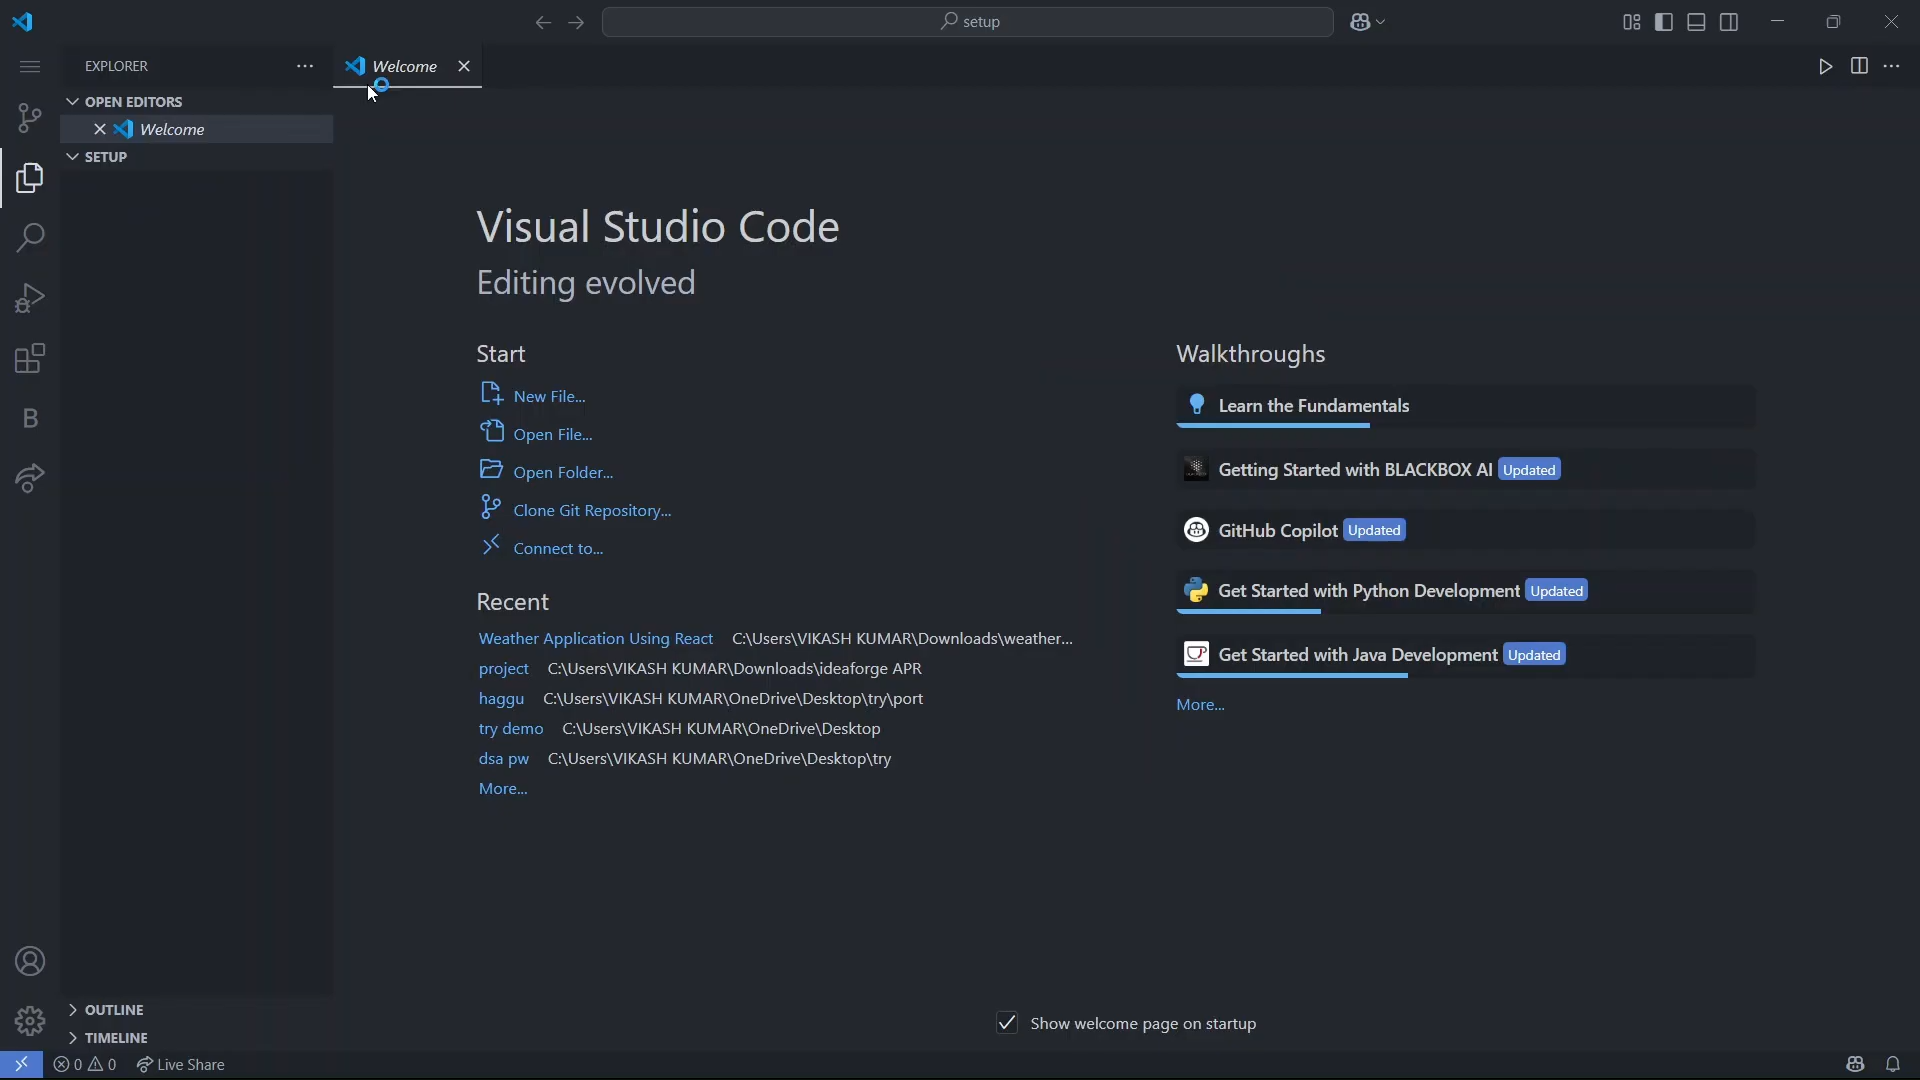 setup
EXPLORER
Welcome
OPEN EDITORS
Welcome
SETUP
Visual Studio Code
Editing evolved
Start
New File...
Open File...
Open Folder...
Clone Git Repository...
Connect to...
Recent
Weather Application Using React C:\Users\VIKASH KUMAR\Downloads\weather...
project C:\Users\VIKASH KUMAR\Downloads\ideaforge APR
haggu C:\Users\VIKASH KUMAR\OneDrive\Desktop\try\port
try demo C:\Users\VIKASH KUMAR\OneDrive\Desktop
dsa pw C:\Users\VIKASH KUMAR\OneDrive\Desktop\try
More...
Walkthroughs
Learn the Fundamentals
Getting Started with BLACKBOX AI Updated
GitHub Copilot Updated
Get Started with Python Development Updated
Get Started with Java Development Updated
More...
B
OUTLINE
TIMELINE
Show welcome page on startup
0 0 Live Share